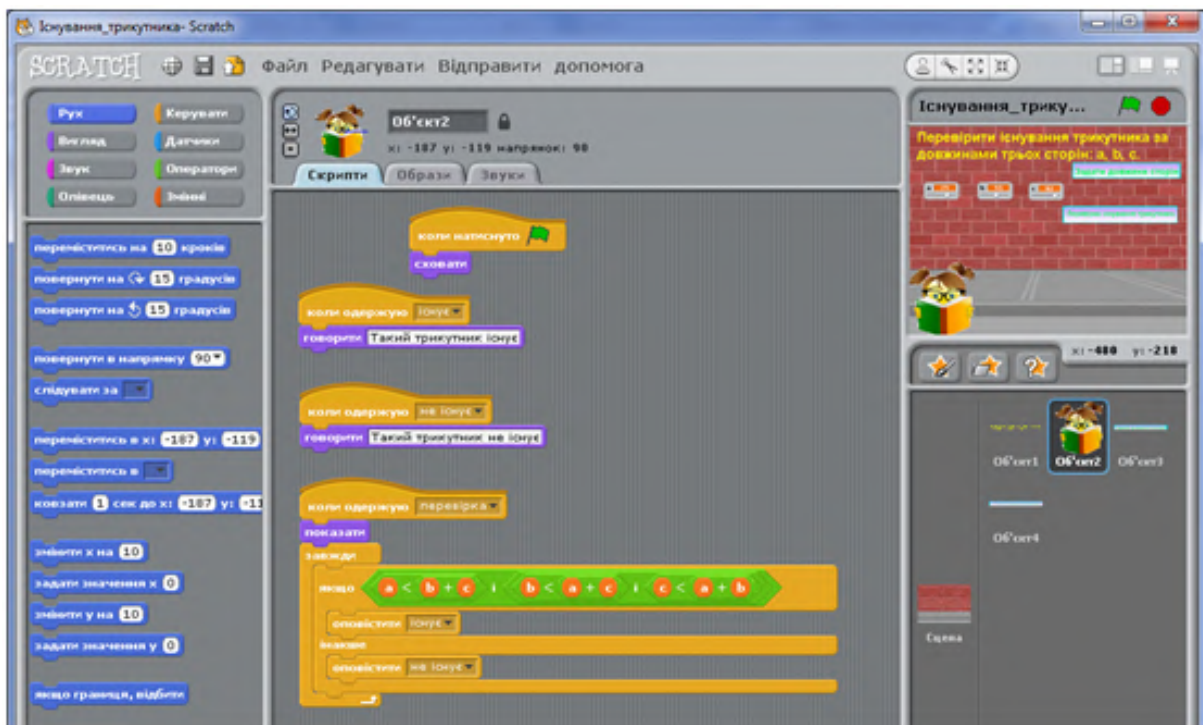 Існування_трикутника- Scratch
SCRATCH Файл Редагувати Відправити допомога
Рух Керувати
Вигляд Датчики
Звук Оператори
Олівець Змінні
переміститись на 10 кроків
повернути на 15 градусів
повернути на 15 градусів
повернути в напрямку 90
слідувати за
переміститись в x: -187 y: -119
переміститись в
ковзати 1 сек до x: -187 y: -11
змінити x на 10
задати значення x 0
змінити y на 10
задати значення y 0
якщо границя, відбити
Об'єкт2
x: -187 y: -119 напрямок: 90
Скрипти Образи Звуки
коли натиснуто
сховати
коли одержую існує
говорити Такий трикутник існує
коли одержую не існує
говорити Такий трикутник не існує
коли одержую перевірка
показати
завжди
якщо a < b + c і b < a + c і c < a + b
оповістити існує
інакше
оповістити не існує
Існування_трику...
Перевірити існування трикутника за
довжинами трьох сторін: a, b, c.
x: -480 y: -218
Об'єкт1 Об'єкт2 Об'єкт3
Об'єкт4
Сцена